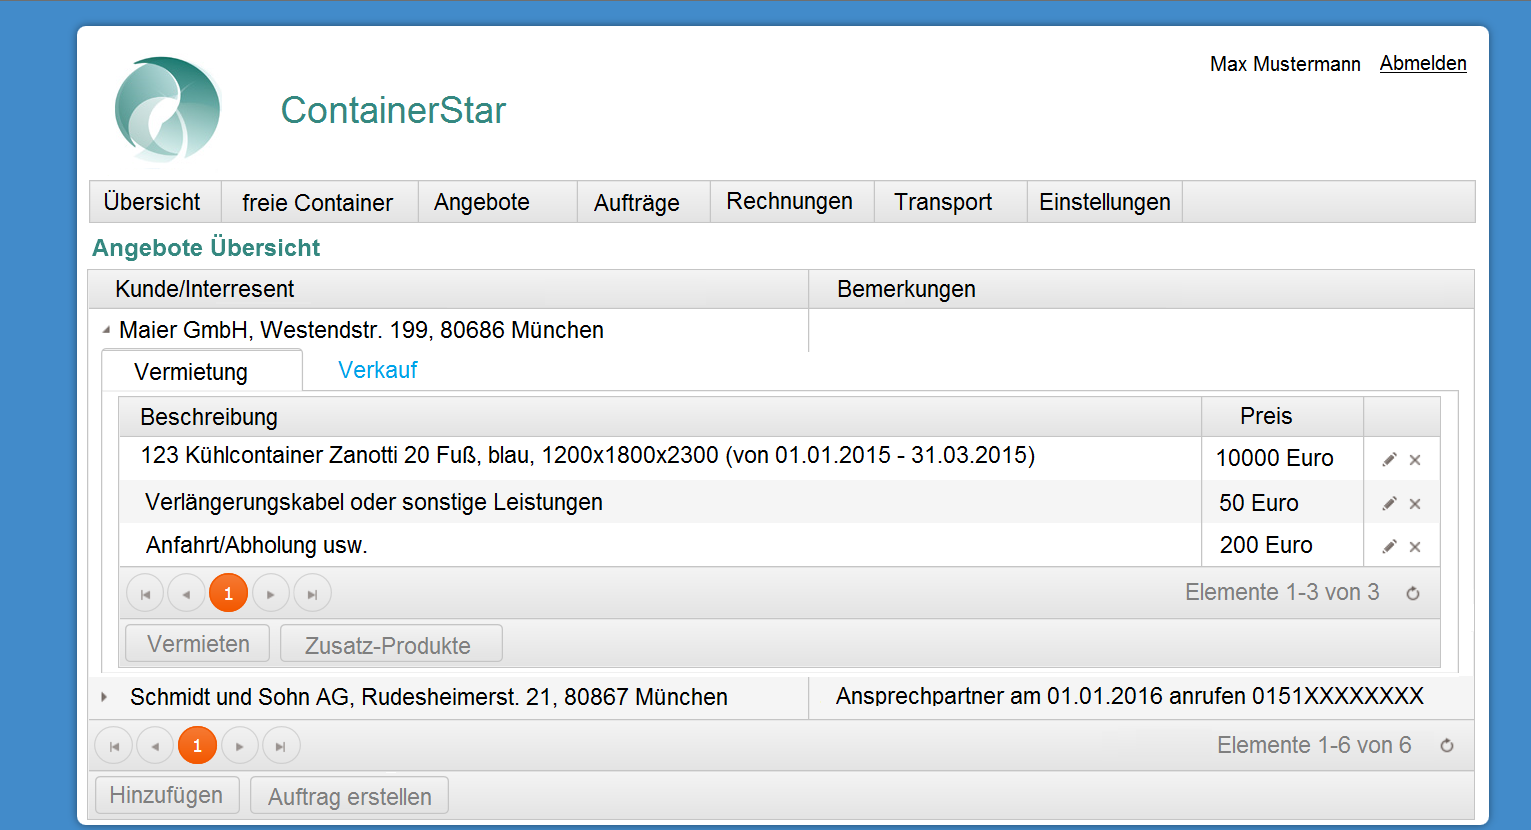 Max Mustermann Abmelden
ContainerStar
Übersicht freie Container Angebote Aufträge Rechnungen Transport Einstellungen
Angebote Übersicht
Kunde/Interresent Bemerkungen
Maier GmbH, Westendstr. 199, 80686 München
Vermietung Verkauf
Beschreibung Preis
123 Kühlcontainer Zanotti 20 Fuß, blau, 1200x1800x2300 (von 01.01.2015 - 31.03.2015) 10000 Euro
Verlängerungskabel oder sonstige Leistungen 50 Euro
Anfahrt/Abholung usw. 200 Euro
1 Elemente 1-3 von 3
Vermieten Zusatz-Produkte
Schmidt und Sohn AG, Rudesheimerst. 21, 80867 München Ansprechpartner am 01.01.2016 anrufen 0151XXXXXXXX
1 Elemente 1-6 von 6
Hinzufügen Auftrag erstellen